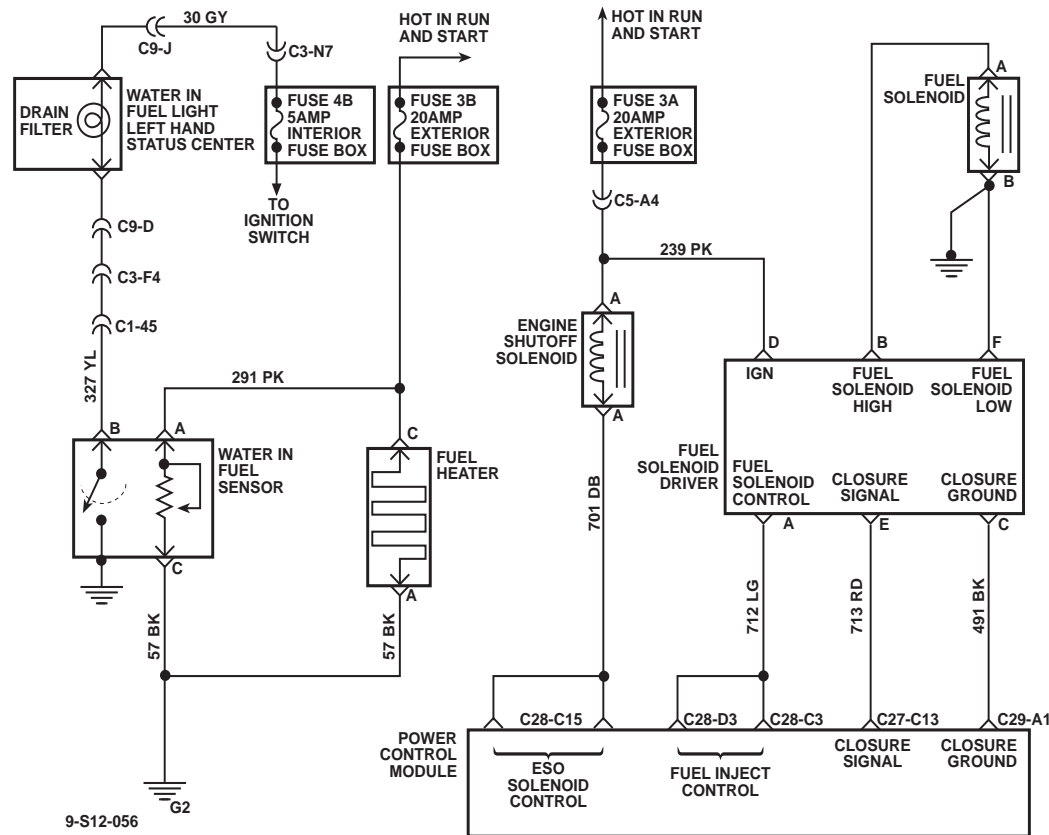 30 GY
C9-J
C3-N7
HOT IN RUN
AND START
HOT IN RUN
AND START
DRAIN
FILTER
WATER IN
FUEL LIGHT
LEFT HAND
STATUS CENTER
FUSE 4B
5AMP
INTERIOR
FUSE BOX
FUSE 3B
20AMP
EXTERIOR
FUSE BOX
FUSE 3A
20AMP
EXTERIOR
FUSE BOX
FUEL
SOLENOID
A
B
TO
IGNITION
SWITCH
C5-A4
C9-D
C3-F4
C1-45
327 YL
239 PK
291 PK
ENGINE
SHUTOFF
SOLENOID
A
A
B
A
WATER IN
FUEL
SENSOR
C
C
FUEL
HEATER
A
57 BK
57 BK
701 DB
D
B
F
IGN
FUEL
SOLENOID
HIGH
FUEL
SOLENOID
LOW
FUEL
SOLENOID
DRIVER
FUEL
SOLENOID
CONTROL
CLOSURE
SIGNAL
CLOSURE
GROUND
A
E
C
712 LG
713 RD
491 BK
C28-C15
C28-D3
C28-C3
C27-C13
C29-A1
POWER
CONTROL
MODULE
ESO
SOLENOID
CONTROL
FUEL INJECT
CONTROL
CLOSURE
SIGNAL
CLOSURE
GROUND
G2
9-S12-056